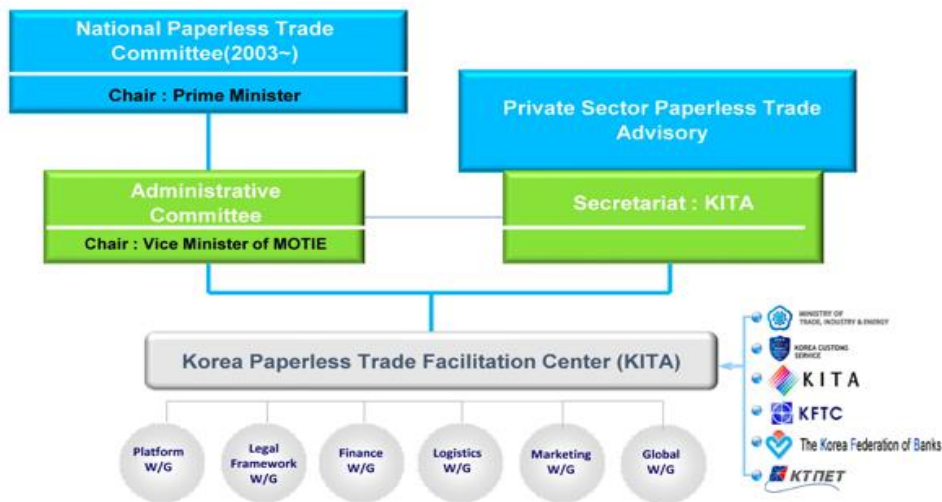 National Paperless Trade
Committee(2003~)
Chair : Prime Minister
Private Sector Paperless Trade
Advisory
Administrative
Committee
Chair : Vice Minister of MOTIE
Secretariat : KITA
Korea Paperless Trade Facilitation Center (KITA)
MINISTRY OF
TRADE, INDUSTRY & ENERGY
KOREA CUSTOMS
SERVICE
KITA
KFTC
The Korea Federation of Banks
KTNET
Platform
W/G
Legal
Framework
W/G
Finance
W/G
Logistics
W/G
Marketing
W/G
Global
W/G